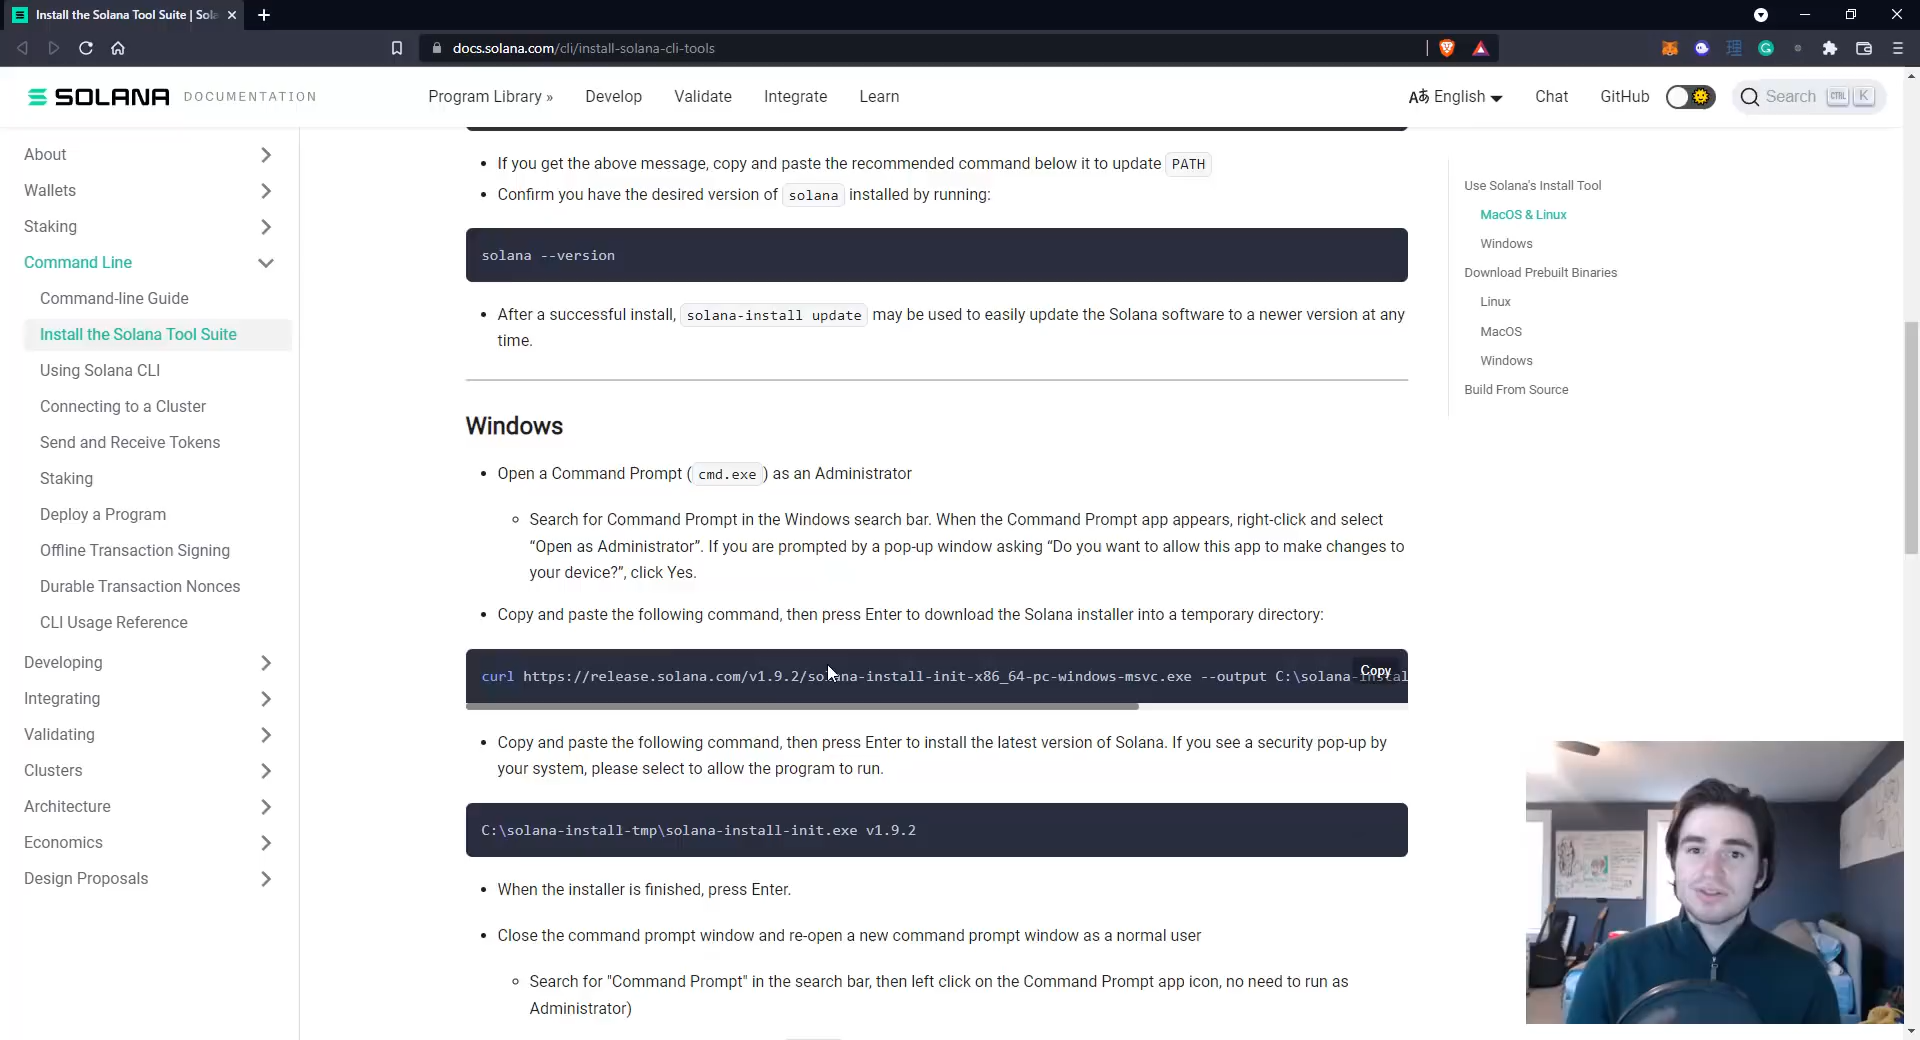 Install the Solana Tool Suite | Sola
docs.solana.com/cli/install-solana-cli-tools
SOLANA DOCUMENTATION
Program Library »
Develop
Validate
Integrate
Learn
English
Chat
GitHub
Search CTRL K
About
Wallets
Staking
Command Line
Command-line Guide
Install the Solana Tool Suite
Using Solana CLI
Connecting to a Cluster
Send and Receive Tokens
Staking
Deploy a Program
Offline Transaction Signing
Durable Transaction Nonces
CLI Usage Reference
Developing
Integrating
Validating
Clusters
Architecture
Economics
Design Proposals
If you get the above message, copy and paste the recommended command below it to update PATH
Confirm you have the desired version of solana installed by running:
solana --version
After a successful install, solana-install update may be used to easily update the Solana software to a newer version at any
time.
Windows
Open a Command Prompt (cmd.exe) as an Administrator
Search for Command Prompt in the Windows search bar. When the Command Prompt app appears, right-click and select
“Open as Administrator”. If you are prompted by a pop-up window asking “Do you want to allow this app to make changes to
your device?”, click Yes.
Copy and paste the following command, then press Enter to download the Solana installer into a temporary directory:
curl https://release.solana.com/v1.9.2/solana-install-init-x86_64-pc-windows-msvc.exe --output C:\solana-instal
Copy
Copy and paste the following command, then press Enter to install the latest version of Solana. If you see a security pop-up by
your system, please select to allow the program to run.
C:\solana-install-tmp\solana-install-init.exe v1.9.2
When the installer is finished, press Enter.
Close the command prompt window and re-open a new command prompt window as a normal user
Search for "Command Prompt" in the search bar, then left click on the Command Prompt app icon, no need to run as
Administrator)
Use Solana's Install Tool
MacOS & Linux
Windows
Download Prebuilt Binaries
Linux
MacOS
Windows
Build From Source